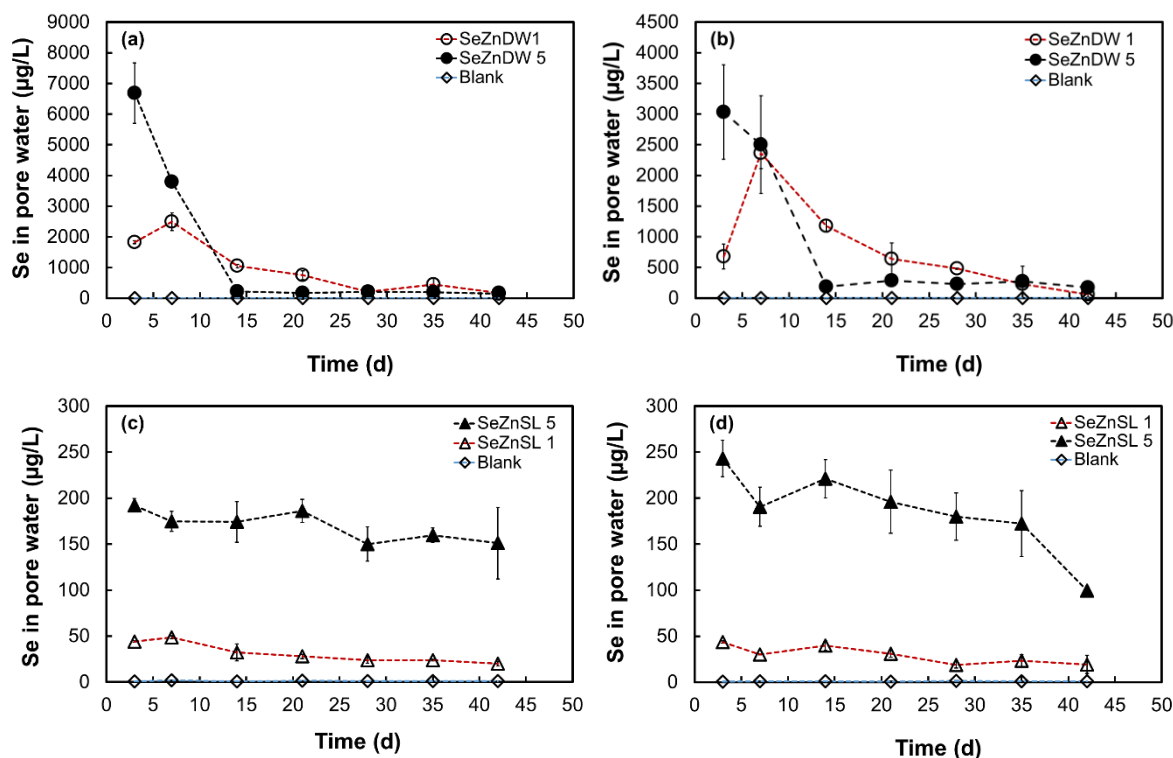 (a)
SeZnDW1
SeZnDW 5
Blank
9000
8000
7000
6000
5000
4000
3000
2000
1000
0
Se in pore water (µg/L)
0 5 10 15 20 25 30 35 40 45 50
Time (d)
(b)
SeZnDW 1
SeZnDW 5
Blank
4500
4000
3500
3000
2500
2000
1500
1000
500
0
Se in pore water (µg/L)
0 5 10 15 20 25 30 35 40 45 50
Time (d)
(c)
SeZnSL 5
SeZnSL 1
Blank
300
250
200
150
100
50
0
Se in pore water (µg/L)
0 5 10 15 20 25 30 35 40 45 50
Time (d)
(d)
SeZnSL 1
SeZnSL 5
Blank
300
250
200
150
100
50
0
Se in pore water (µg/L)
0 5 10 15 20 25 30 35 40 45 50
Time (d)